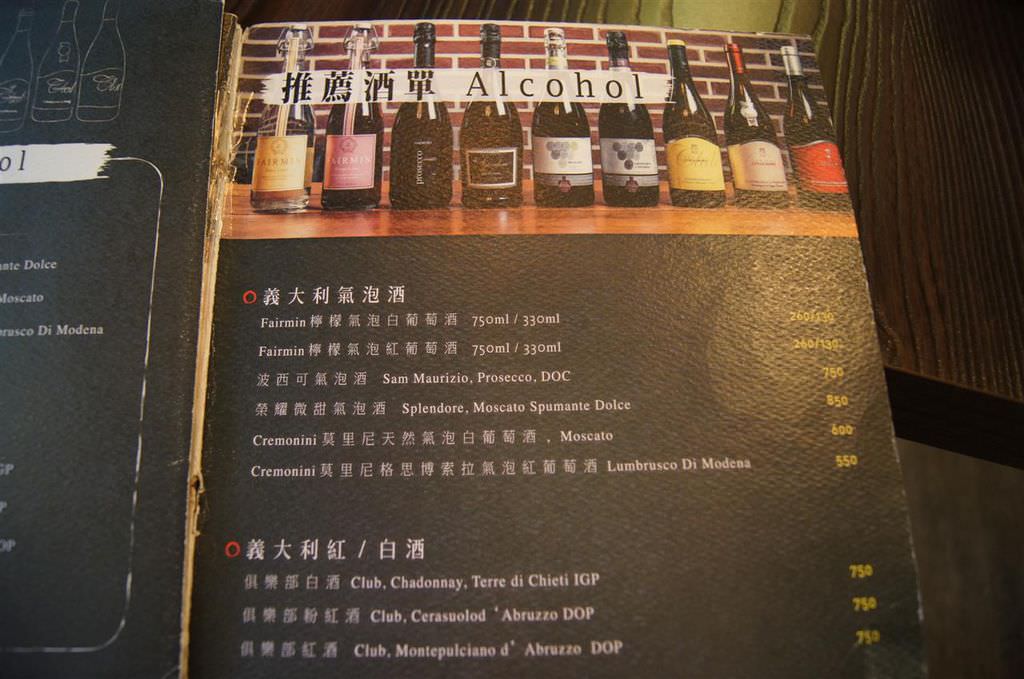 ol
ante Dolce
Moscato
brusco Di Modena
GP
P
OP
推薦酒單 Alcohol
FAIRMIN
FAIRMIN
prosecco
義大利氣泡酒
Fairmin 檸檬氣泡白葡萄酒 750ml / 330ml 260/130
Fairmin 檸檬氣泡紅葡萄酒 750ml / 330ml 260/130
波西可氣泡酒 Sam Maurizio, Prosecco, DOC 750
榮耀微甜氣泡酒 Splendore, Moscato Spumante Dolce 850
Cremonini 莫里尼天然氣泡白葡萄酒 , Moscato 600
Cremonini 莫里尼格思博索拉氣泡紅葡萄酒 Lumbrusco Di Modena 550
義大利紅 / 白酒
俱樂部白酒 Club, Chadonnay, Terre di Chieti IGP 750
俱樂部粉紅酒 Club, Cerasuolod ‘Abruzzo DOP 750
俱樂部紅酒 Club, Montepulciano d’ Abruzzo DOP 750